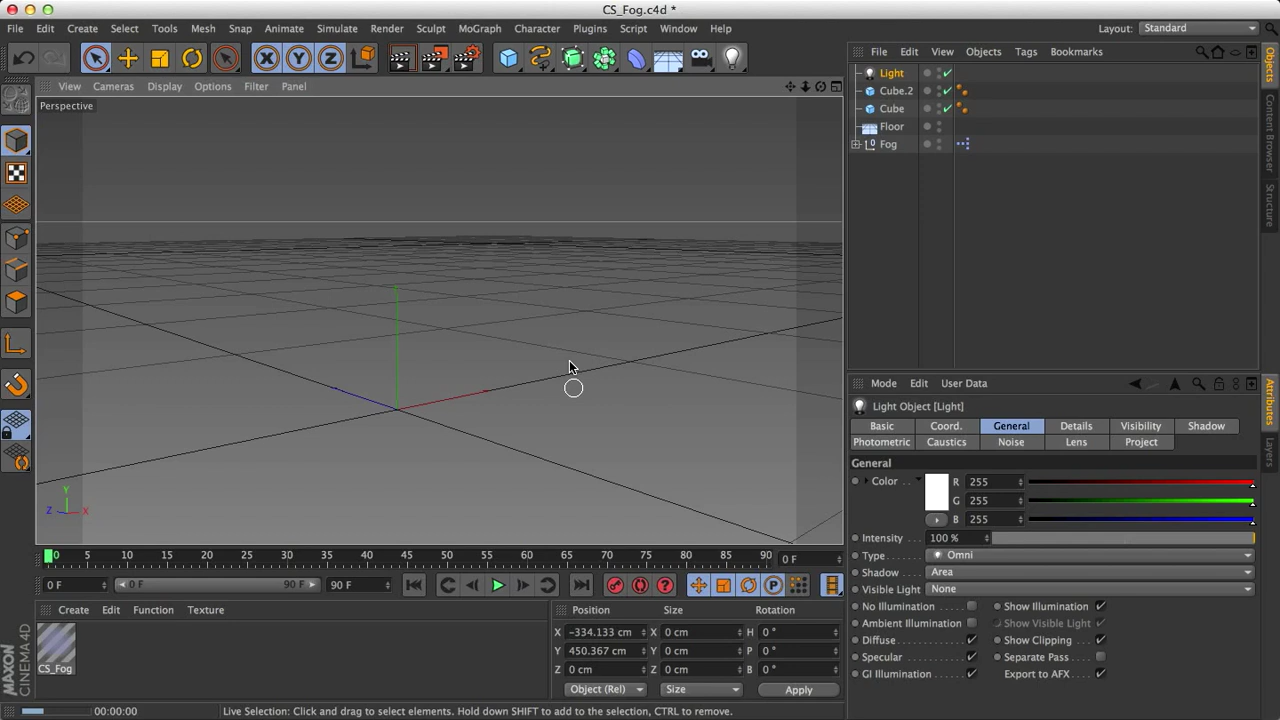 CS_Fog.c4d *
File Edit Create Select Tools Mesh Snap Animate Simulate Render Sculpt MoGraph Character Plugins Script Window Help Layout: Standard
File Edit View Objects Tags Bookmarks
View Cameras Display Options Filter Panel
Perspective
Light
Cube.2
Cube
Floor
Fog
Objects
Content Browser
Structure
Mode Edit User Data
Light Object [Light]
Basic Coord. General Details Visibility Shadow
Photometric Caustics Noise Lens Project
General
Color R 255
G 255
B 255
Intensity 100 %
Type Omni
Shadow Area
Visible Light None
No Illumination Show Illumination
Ambient Illumination Show Visible Light
Diffuse Show Clipping
Specular Separate Pass
GI Illumination Export to AFX
Attributes
Layers
Y
Z X
0 5 10 15 20 25 30 35 40 45 50 55 60 65 70 75 80 85 90 0 F
0 F 0 F 90 F 90 F
Create Edit Function Texture
CS_Fog
Position Size Rotation
X -334.133 cm X 0 cm H 0 °
Y 450.367 cm Y 0 cm P 0 °
Z 0 cm Z 0 cm B 0 °
Object (Rel) Size Apply
MAXON CINEMA4D
00:00:00 Live Selection: Click and drag to select elements. Hold down SHIFT to add to the selection, CTRL to remove.